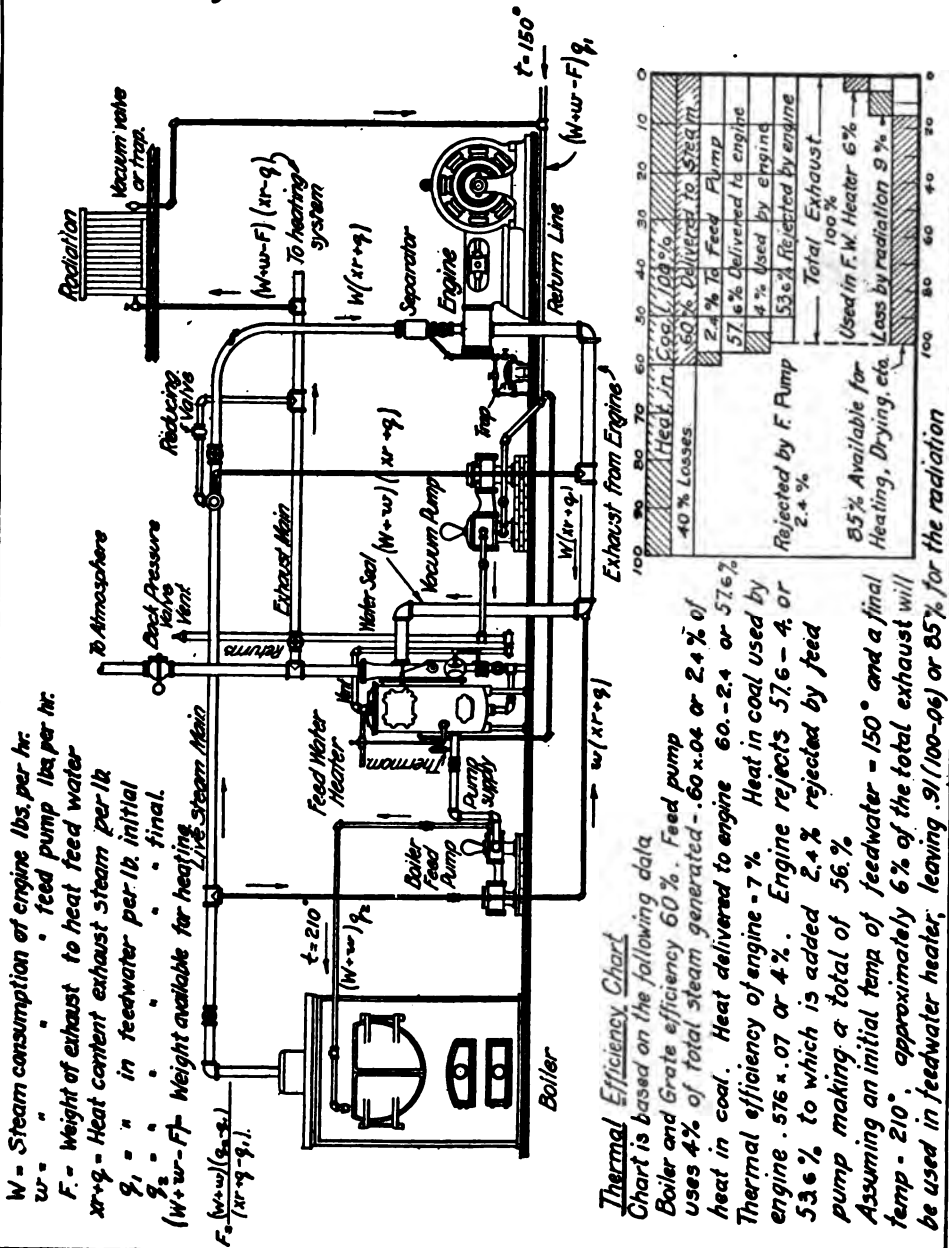 W = Steam consumption of engine lbs. per hr.
w = " " " feed pump lbs. per hr.
F. = Weight of exhaust to heat feed water
xr+q = Heat content exhaust steam per lb.
q₁ = " " in feedwater per. lb. initial
q₂ = " " " " " " final.
(W+w-F) = Weight available for heating
F = (W+w)(q₂-q₁) / (xr+q-q₁).
To Atmosphere
Back Pressure
Valve
Vent
Live Steam Main
Returns
Exhaust Main
Reducing
Valve
Radiation
Vacuum valve
or trap.
(W+w-F) (xr-q)
To heating
system
W(xr+q)
Separator
Engine
Return Line
t=150°
(W+w-F)q₁
Trap
Water Seal
(W+w) (xr+q)
Vacuum Pump
W(xr+q)
Exhaust from Engine
Vent
Feed Water
Heater
Thermom.
Pump
supply
Boiler
Feed
Pump
t=210°
(W+w)q₂
w(xr+q)
Boiler
Thermal Efficiency Chart
Chart is based on the following data
Boiler and Grate efficiency 60%. Feed pump
uses 4% of total steam generated - .60 x.04 or 2.4% of
heat in coal. Heat delivered to engine 60.-2.4 or 57.6%
Thermal efficiency of engine = 7% Heat in coal used by
engine .576 x .07 or 4%. Engine rejects 57.6 - 4. or
53.6% to which is added 2.4% rejected by feed
pump making a total of 56.%
Assuming an initial temp. of feedwater = 150° and a final
temp = 210°, approximately 6% of the total exhaust will
be used in feedwater heater, leaving .91(100-06) or 85% for the radiation
100 90 80 70 60 50 40 30 20 10 0
Heat in Coal 100%
40% Losses. 60% Delivered to Steam
2.4% To Feed Pump
57.6% Delivered to engine
4% Used by engine
53.6% Rejected by engine
Rejected by F. Pump
2.4%
Total Exhaust
100%
Used in F.W. Heater 6%
85% Available for
Heating, Drying, etc.
Loss by radiation 9%
100 80 60 40 20 0